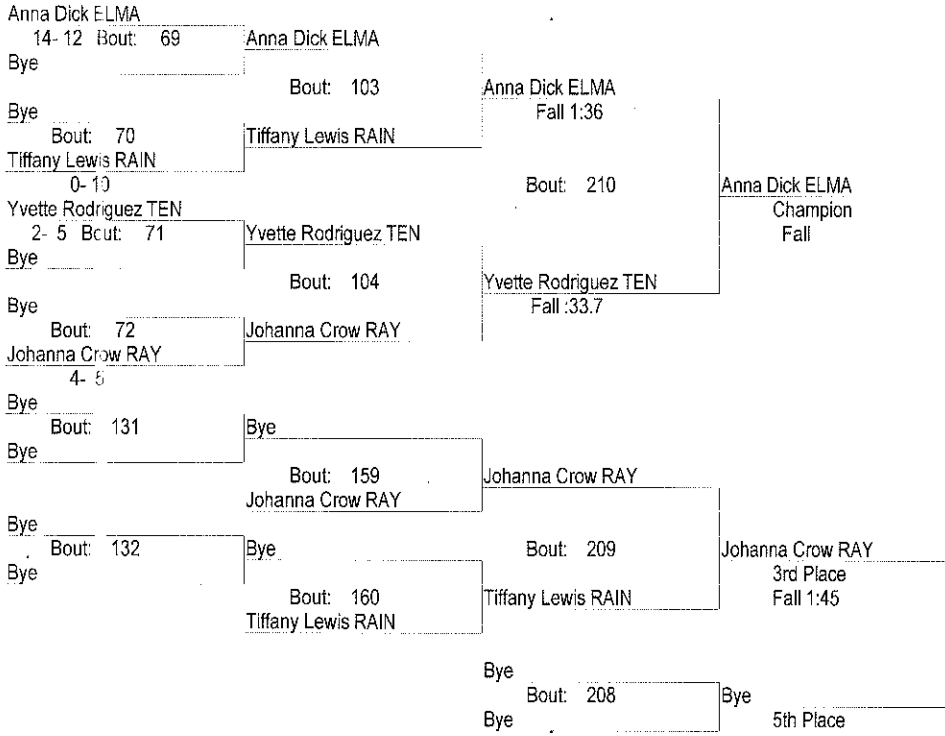 Anna Dick ELMA
14- 12 Bout: 69 Anna Dick ELMA
Bye
Bout: 103 Anna Dick ELMA
Fall 1:36
Bye
Bout: 70 Tiffany Lewis RAIN
Tiffany Lewis RAIN
0- 10
Bout: 210 Anna Dick ELMA
Yvette Rodriguez TEN
Champion
2- 5 Bout: 71 Yvette Rodriguez TEN
Fall
Bye
Bout: 104 Yvette Rodriguez TEN
Bye
Fall :33.7
Bout: 72 Johanna Crow RAY
Johanna Crow RAY
4- 5
Bye
Bout: 131 Bye
Bye
Bout: 159 Johanna Crow RAY
Johanna Crow RAY
Bye
Bout: 132 Bye Bout: 209 Johanna Crow RAY
Bye
3rd Place
Bout: 160 Tiffany Lewis RAIN Fall 1:45
Tiffany Lewis RAIN
Bye
Bout: 208 Bye
Bye 5th Place